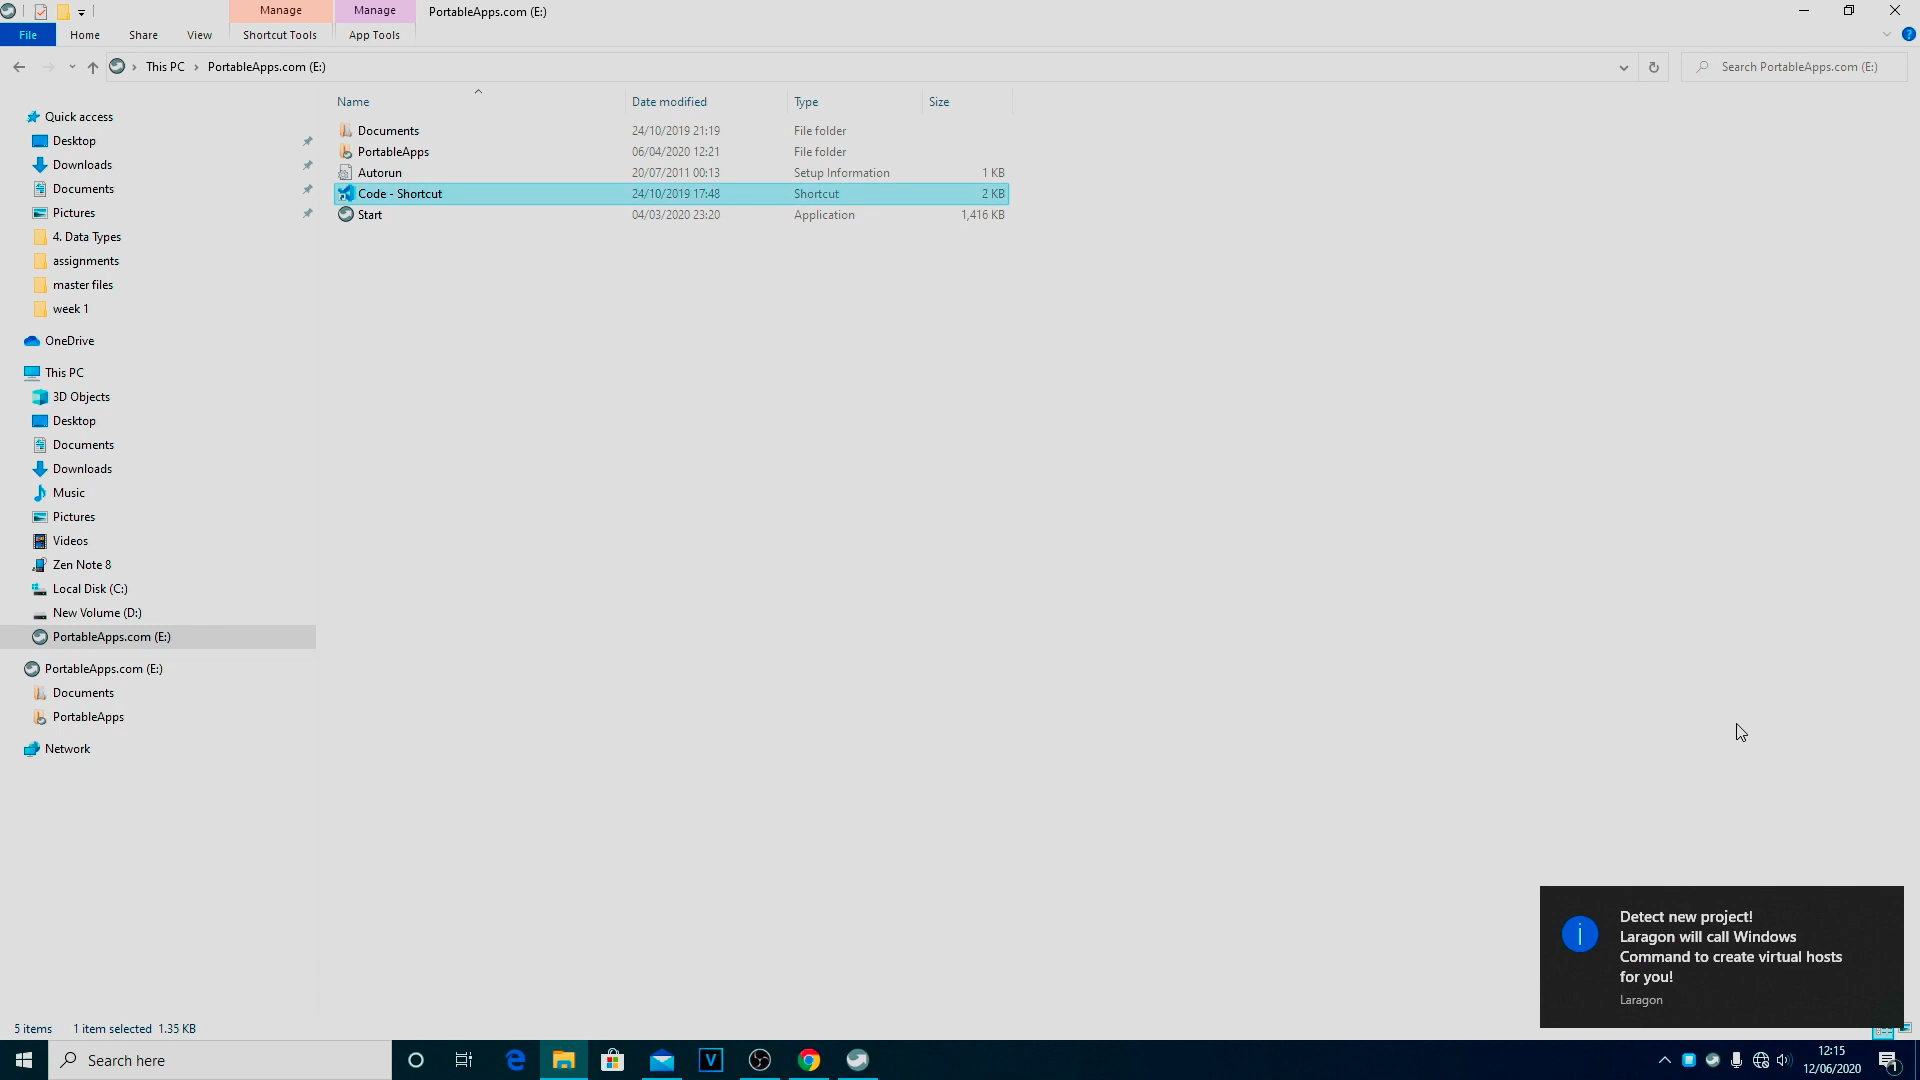 Manage
Manage
PortableApps.com (E:)
File
Home
Share
View
Shortcut Tools
App Tools
This PC
PortableApps.com (E:)
Search PortableApps.com (E:)
Name
Date modified
Type
Size
Documents 24/10/2019 21:19 File folder
PortableApps 06/04/2020 12:21 File folder
Autorun 20/07/2011 00:13 Setup Information 1 KB
Code - Shortcut 24/10/2019 17:48 Shortcut 2 KB
Start 04/03/2020 23:20 Application 1,416 KB
Quick access
Desktop
Downloads
Documents
Pictures
4. Data Types
assignments
master files
week 1
OneDrive
This PC
3D Objects
Desktop
Documents
Downloads
Music
Pictures
Videos
Zen Note 8
Local Disk (C:)
New Volume (D:)
PortableApps.com (E:)
PortableApps.com (E:)
Documents
PortableApps
Network
Detect new project!
Laragon will call Windows
Command to create virtual hosts
for you!
Laragon
5 items 1 item selected 1.35 KB
Search here
12:15
12/06/2020
1